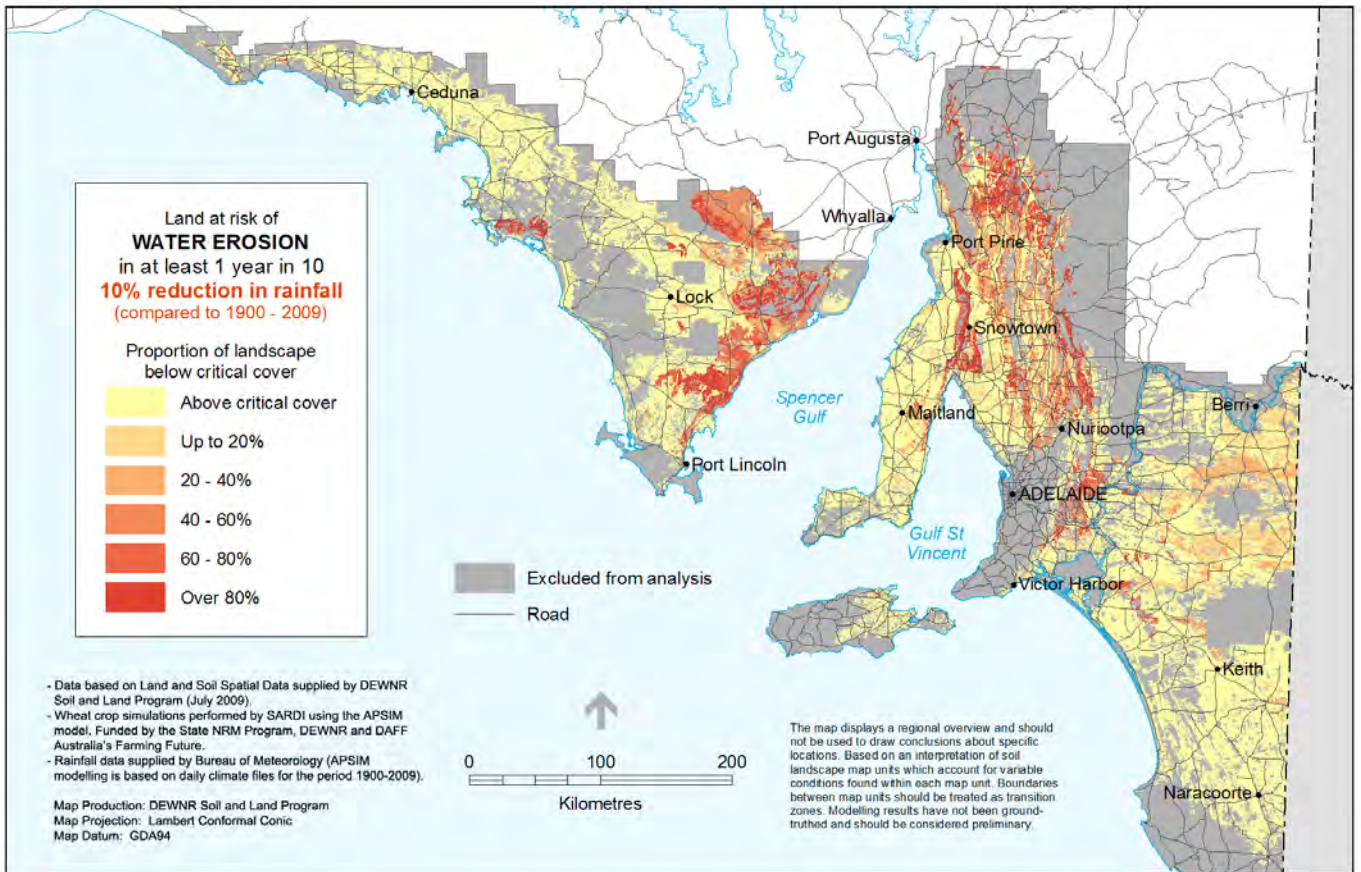 Ceduna
Port Augusta
Whyalla
Port Pirie
Lock
Snowtown
Spencer
Gulf
Maitland
Berri
Nuriootpa
Port Lincoln
ADELAIDE
Gulf St
Vincent
Victor Harbor
Keith
Naracoorte
Land at risk of
WATER EROSION
in at least 1 year in 10
10% reduction in rainfall
(compared to 1900 - 2009)
Proportion of landscape
below critical cover
Above critical cover
Up to 20%
20 - 40%
40 - 60%
60 - 80%
Over 80%
Excluded from analysis
Road
- Data based on Land and Soil Spatial Data supplied by DEWNR
Soil and Land Program (July 2009).
- Wheat crop simulations performed by SARDI using the APSIM
model. Funded by the State NRM Program, DEWNR and DAFF
Australia's Farming Future.
- Rainfall data supplied by Bureau of Meteorology (APSIM
modelling is based on daily climate files for the period 1900-2009).
Map Production: DEWNR Soil and Land Program
Map Projection: Lambert Conformal Conic
Map Datum: GDA94
0 100 200
Kilometres
The map displays a regional overview and should
not be used to draw conclusions about specific
locations. Based on an interpretation of soil
landscape map units which account for variable
conditions found within each map unit. Boundaries
between map units should be treated as transition
zones. Modelling results have not been ground-
truthed and should be considered preliminary.